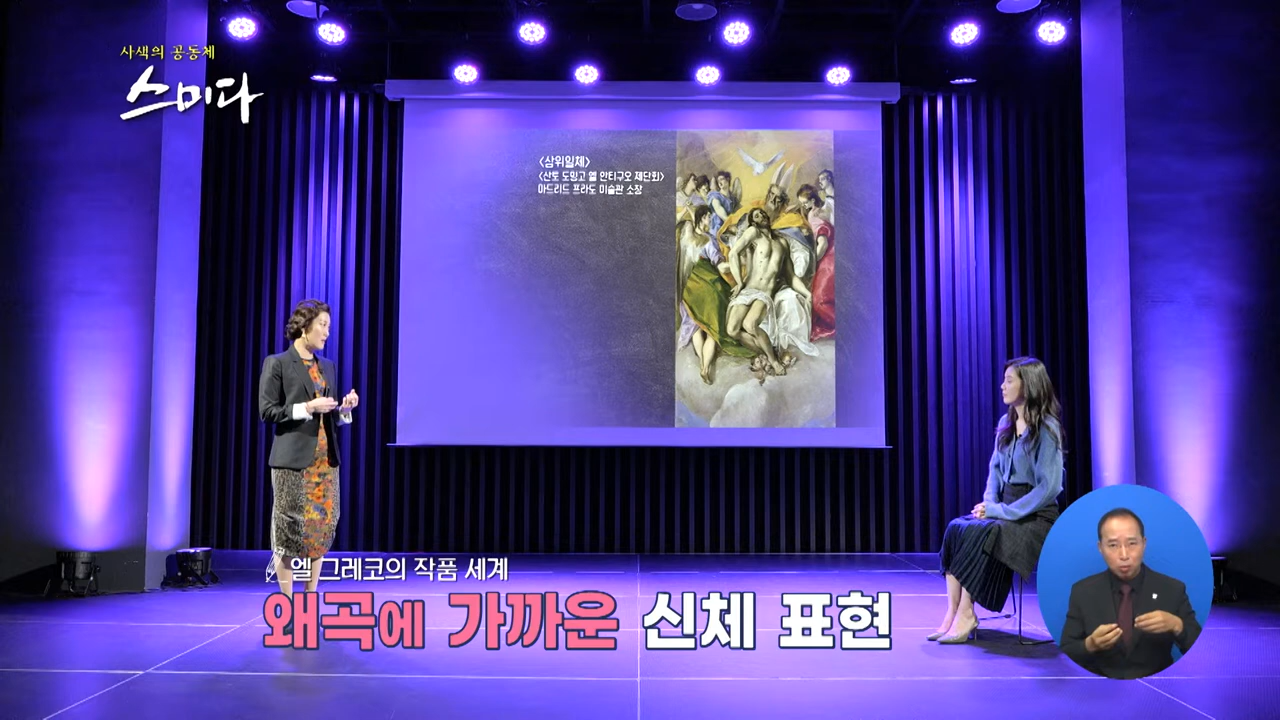 사색의 공동체
스미다
<삼위일체>
<산토 도밍고 엘 안티구오 제단화>
마드리드 프라도 미술관 소장
엘 그레코의 작품 세계
왜곡에 가까운 신체 표현